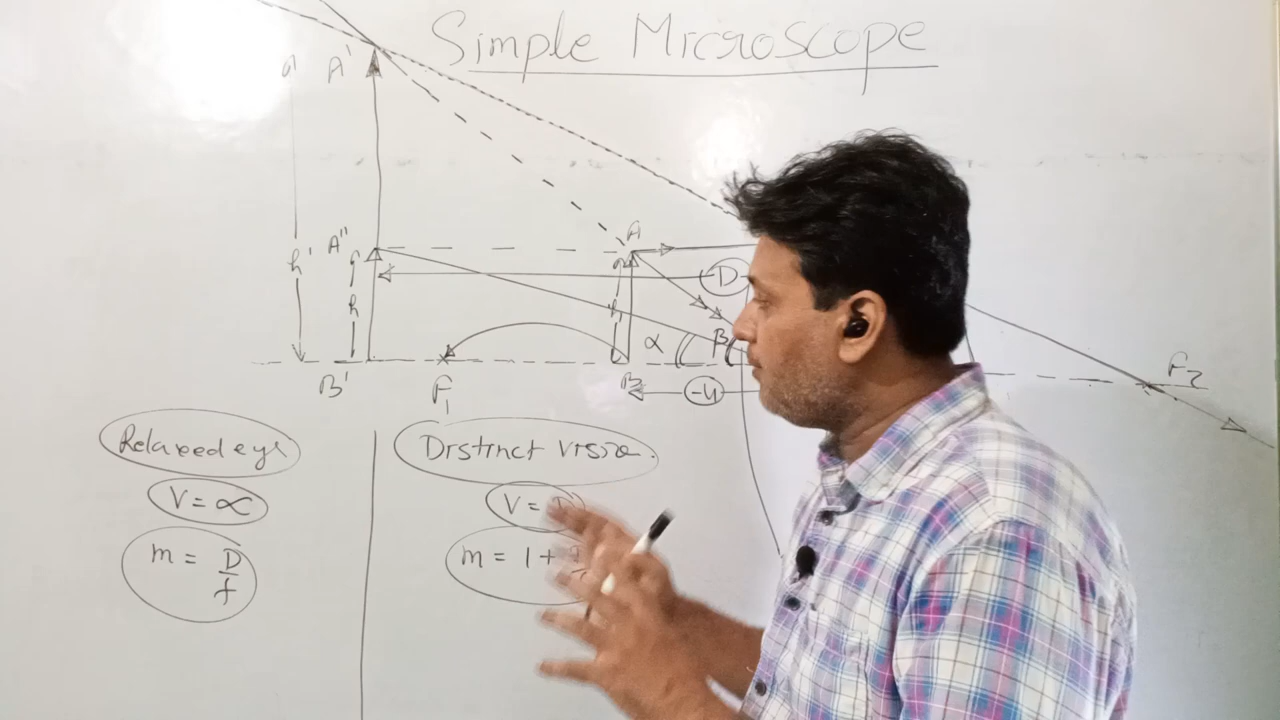 Simple Microscope
A'
A"
A
h'
h
h
D
α
β
B'
F₁
B
-u
F₂
Relaxed eye
V = ∝
m = D/f
Distinct vision.
V =
m = 1 +